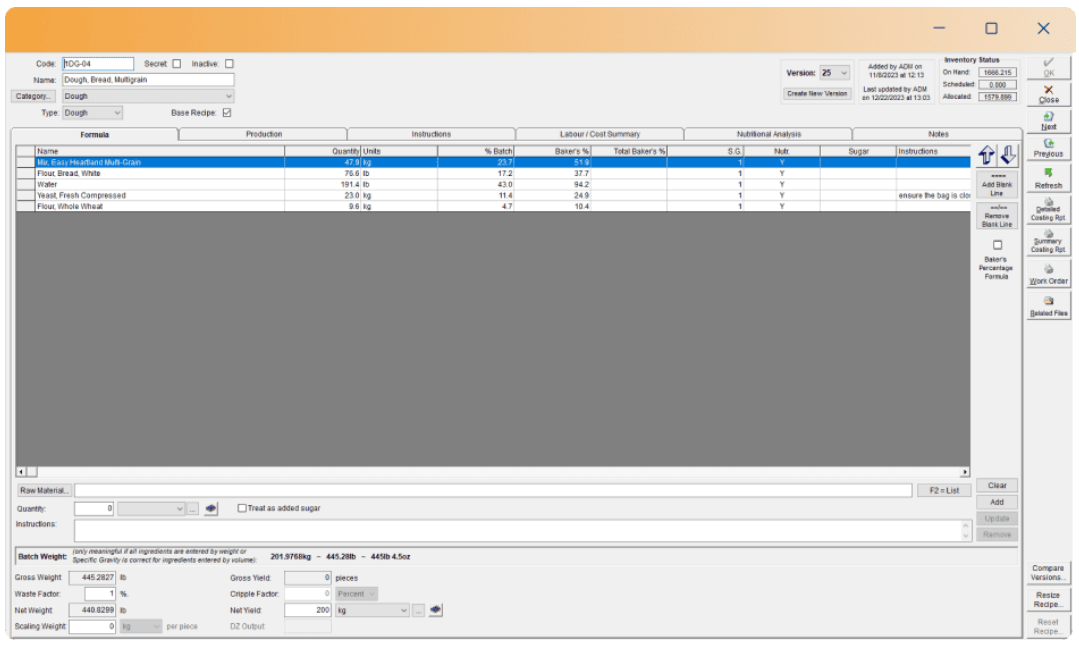 Code: tDG-04 Secret: Inactive:
Name: Dough, Bread, Multigrain
Category... Dough
Type: Dough Base Recipe:
Version: 25
Create New Version
Added by ADM on
11/8/2023 at 12:13
Last updated by ADM
on 12/22/2023 at 13:03
Inventory Status
On Hand: 1666.215
Scheduled: 0.000
Allocated: 1579.899
OK
Close
Next
Previous
Refresh
Detailed
Costing Rpt.
Summary
Costing Rpt.
Work Order
Related Files
Formula Production Instructions Labour / Cost Summary Nutritional Analysis Notes
Name Quantity Units % Batch Baker's % Total Baker's % S.G. Nutr. Sugar Instructions
Mix, Easy Heartland Multi-Grain 47.9 kg 23.7 51.9 1 Y
Flour, Bread, White 76.6 lb 17.2 37.7 1 Y
Water 191.4 lb 43.0 94.2 1 Y
Yeast, Fresh Compressed 23.0 kg 11.4 24.9 1 Y ensure the bag is clo
Flour, Whole Wheat 9.6 kg 4.7 10.4 1 Y
Add Blank
Line
Remove
Blank Line
Baker's
Percentage
Formula
Raw Material... F2 = List
Quantity: 0 ... Treat as added sugar
Instructions:
Clear
Add
Update
Remove
Batch Weight: (only meaningful if all ingredients are entered by weight or
Specific Gravity is correct for ingredients entered by volume): 201.9768kg ~ 445.28lb ~ 445lb 4.5oz
Gross Weight: 445.2827 lb Gross Yield: 0 pieces
Waste Factor: 1 %. Cripple Factor: 0 Percent
Net Weight: 440.8299 lb Net Yield: 200 kg ...
Scaling Weight: 0 kg per piece DZ Output:
Compare
Versions...
Resize
Recipe...
Reset
Recipe...